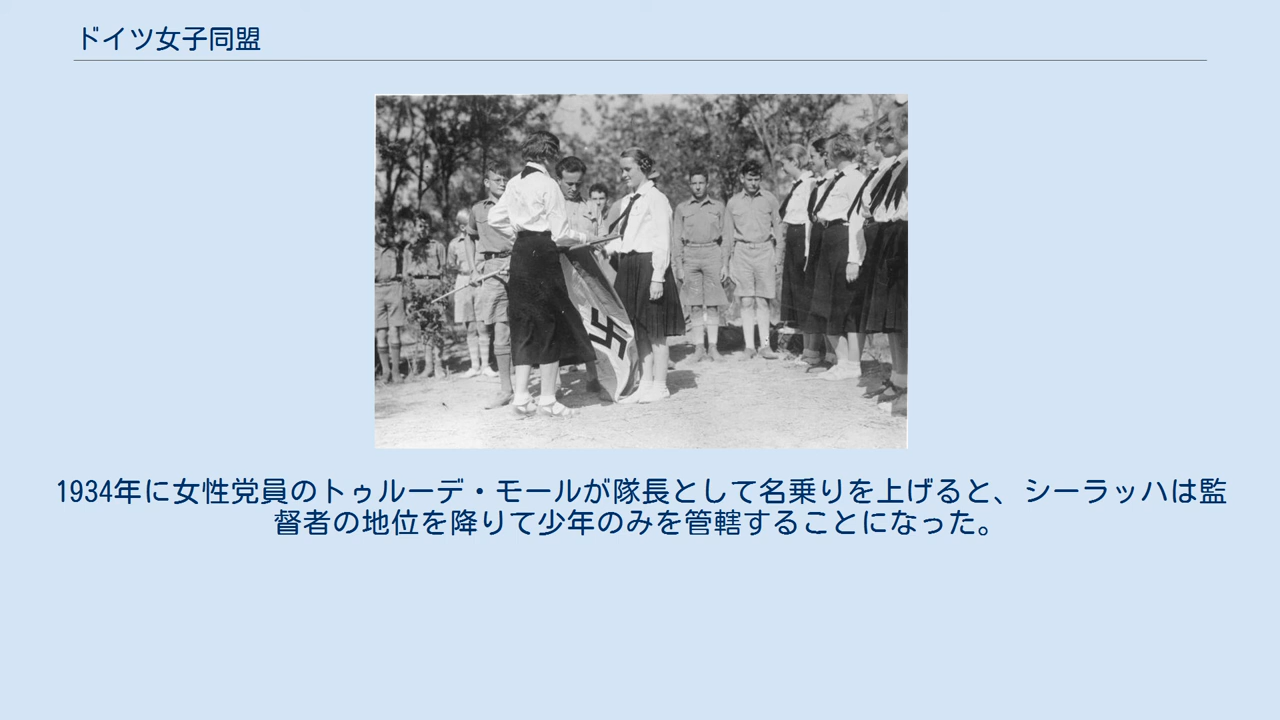 ドイツ女子同盟
1934年に女性党員のトゥルーデ・モールが隊長として名乗りを上げると、シーラッハは監
督者の地位を降りて少年のみを管轄することになった。